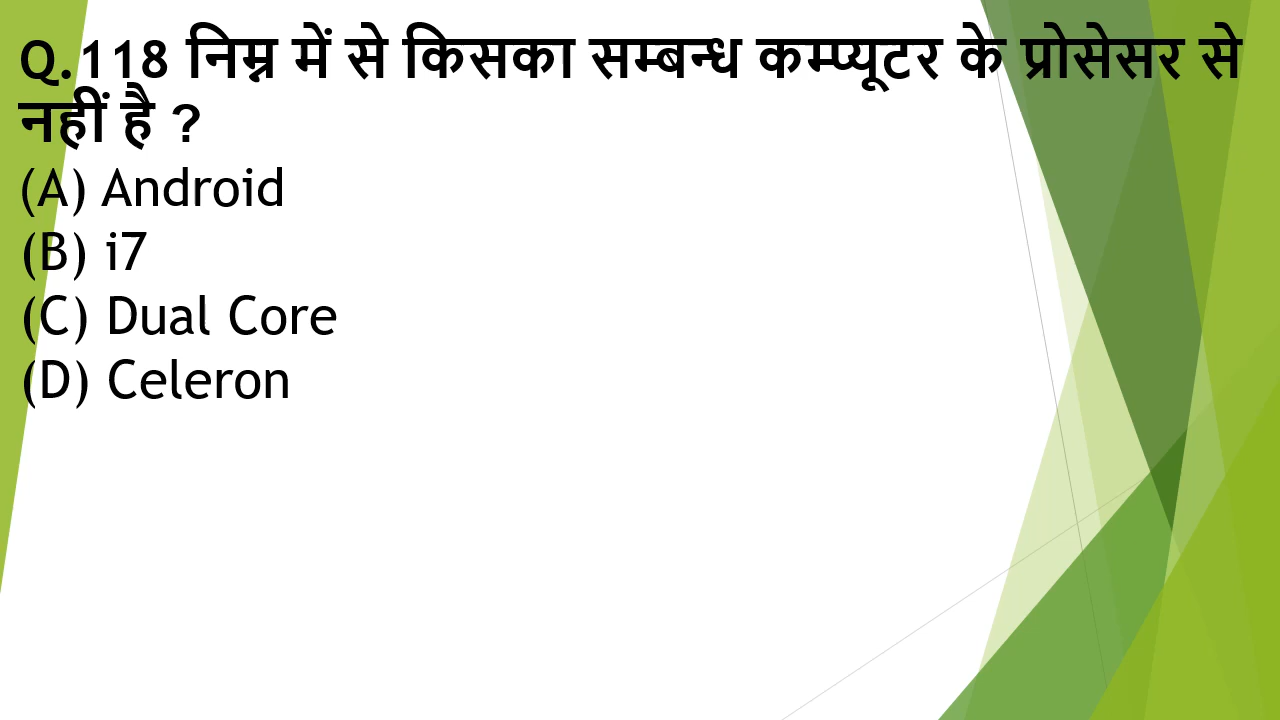 Q.118 निम्न में से किसका सम्बन्ध कम्प्यूटर के प्रोसेसर से
नहीं है ?
(A) Android
(B) i7
(C) Dual Core
(D) Celeron